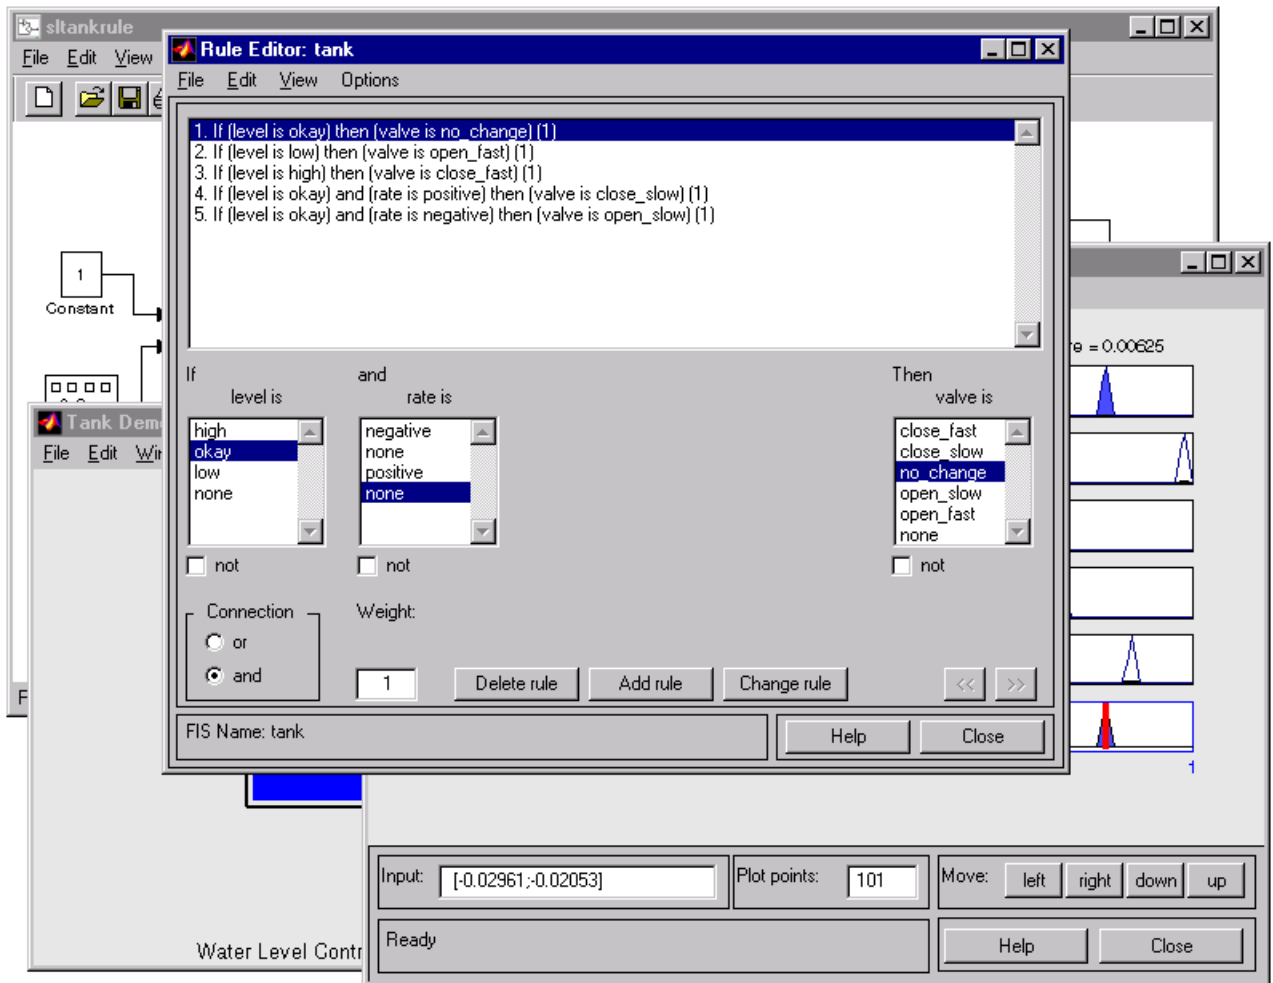 sltankrule
File Edit View
Rule Editor: tank
File Edit View Options
1. If (level is okay) then (valve is no_change) (1)
2. If (level is low) then (valve is open_fast) (1)
3. If (level is high) then (valve is close_fast) (1)
4. If (level is okay) and (rate is positive) then (valve is close_slow) (1)
5. If (level is okay) and (rate is negative) then (valve is open_slow) (1)
1
Constant
If
level is
high
okay
low
none
not
and
rate is
negative
none
positive
none
not
Then
valve is
close_fast
close_slow
no_change
open_slow
open_fast
none
not
Connection
or
and
Weight:
1
Delete rule
Add rule
Change rule
<<
>>
FIS Name: tank
Help
Close
= 0.00625
1
Tank Dem
File Edit Wi
Water Level Contr
Input: [-0.02961;-0.02053]
Plot points: 101
Move: left right down up
Ready
Help
Close